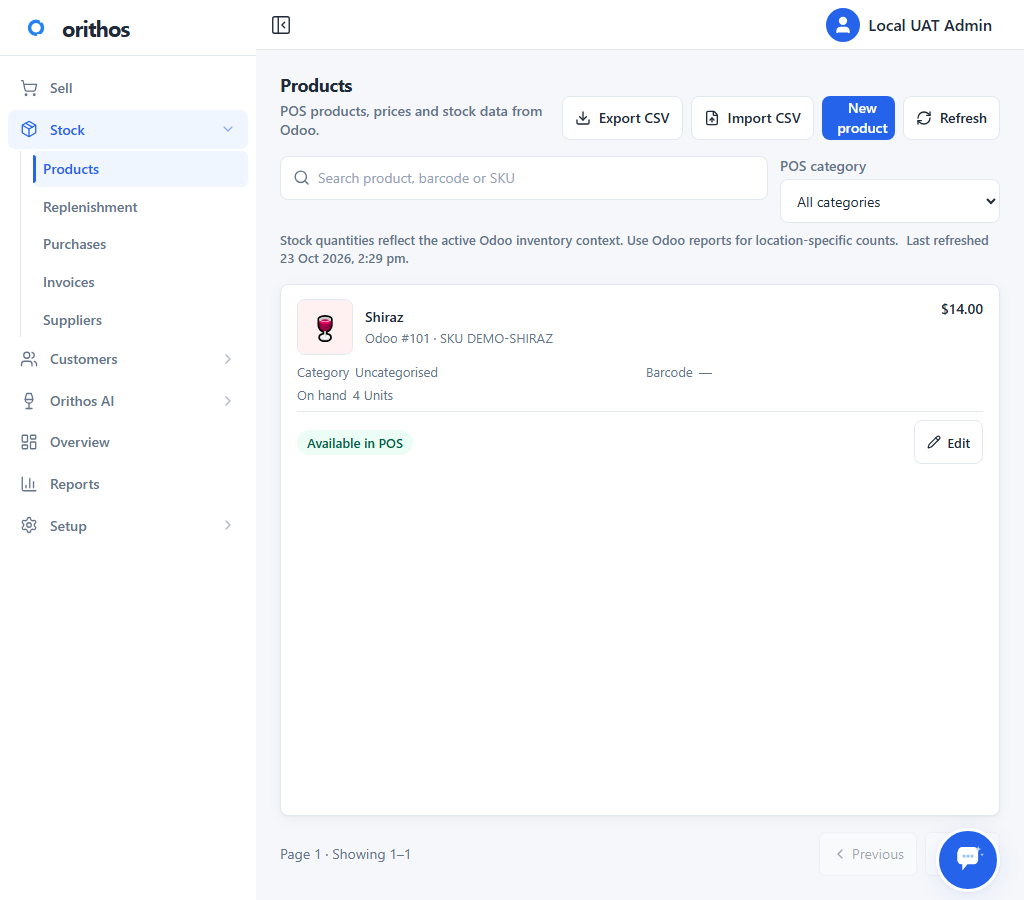 orithos
Local UAT Admin
Sell
Stock
Products
Replenishment
Purchases
Invoices
Suppliers
Customers
Orithos AI
Overview
Reports
Setup
Products
POS products, prices and stock data from
Odoo.
Export CSV
Import CSV
New
product
Refresh
Search product, barcode or SKU
POS category
All categories
Stock quantities reflect the active Odoo inventory context. Use Odoo reports for location-specific counts. Last refreshed
23 Oct 2026, 2:29 pm.
Shiraz
$14.00
Odoo #101 · SKU DEMO-SHIRAZ
Category Uncategorised
Barcode —
On hand 4 Units
Available in POS
Edit
Page 1 · Showing 1–1
Previous